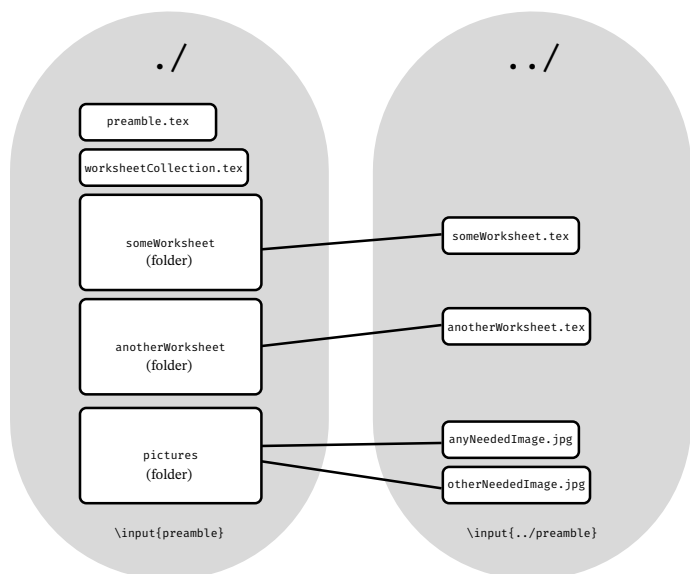 ./
preamble.tex
worksheetCollection.tex
someWorksheet
(folder)
anotherWorksheet
(folder)
pictures
(folder)
\input{preamble}
../
someWorksheet.tex
anotherWorksheet.tex
anyNeededImage.jpg
otherNeededImage.jpg
\input{../preamble}